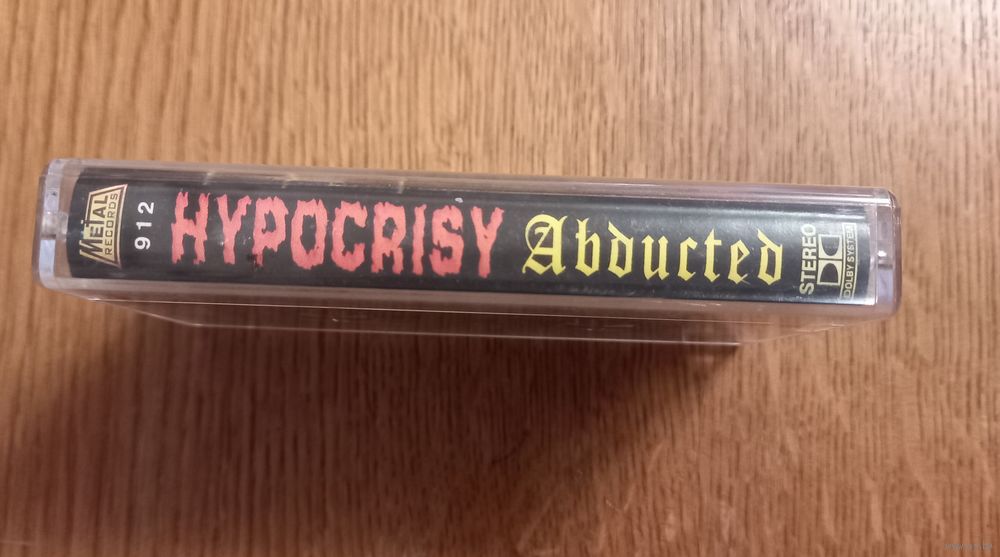 METAL
RECORDS
912
HYPOCRISY
Abducted
STEREO
DOLBY SYSTEM